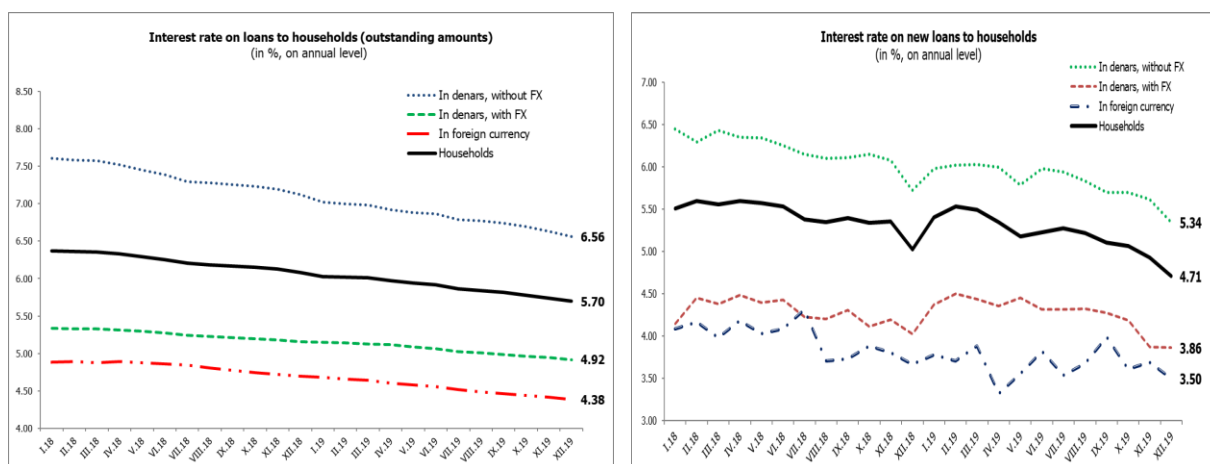 Interest rate on loans to households (outstanding amounts)
(in %, on annual level)
8.50
8.00
7.50
7.00
6.50
6.00
5.50
5.00
4.50
4.00
In denars, without FX
In denars, with FX
In foreign currency
Households
6.56
5.70
4.92
4.38
I.18
II.18
III.18
IV.18
V.18
VI.18
VII.18
VIII.18
IX.18
X.18
XI.18
XII.18
I.19
II.19
III.19
IV.19
V.19
VI.19
VII.19
VIII.19
IX.19
X.19
XI.19
XII.19
Interest rate on new loans to households
(in %, on annual level)
7.00
6.50
6.00
5.50
5.00
4.50
4.00
3.50
3.00
In denars, without FX
In denars, with FX
In foreign currency
Households
5.34
4.71
3.86
3.50
I.18
II.18
III.18
IV.18
V.18
VI.18
VII.18
VIII.18
IX.18
X.18
XI.18
XII.18
I.19
II.19
III.19
IV.19
V.19
VI.19
VII.19
VIII.19
IX.19
X.19
XI.19
XII.19